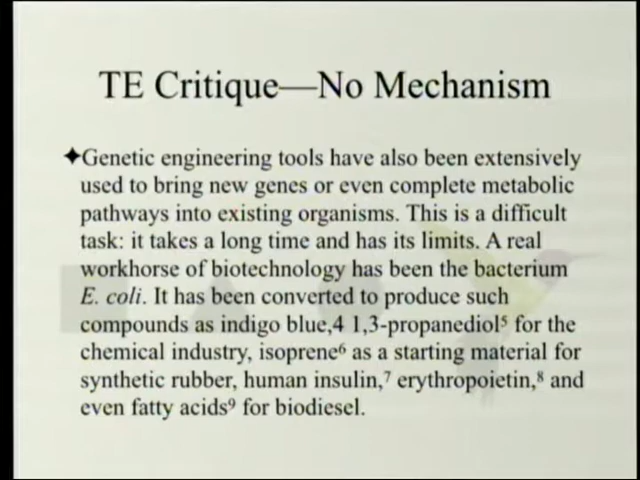 TE Critique—No Mechanism
✦Genetic engineering tools have also been extensively
used to bring new genes or even complete metabolic
pathways into existing organisms. This is a difficult
task: it takes a long time and has its limits. A real
workhorse of biotechnology has been the bacterium
E. coli. It has been converted to produce such
compounds as indigo blue,4 1,3-propanediol⁵ for the
chemical industry, isoprene⁶ as a starting material for
synthetic rubber, human insulin,⁷ erythropoietin,⁸ and
even fatty acids⁹ for biodiesel.